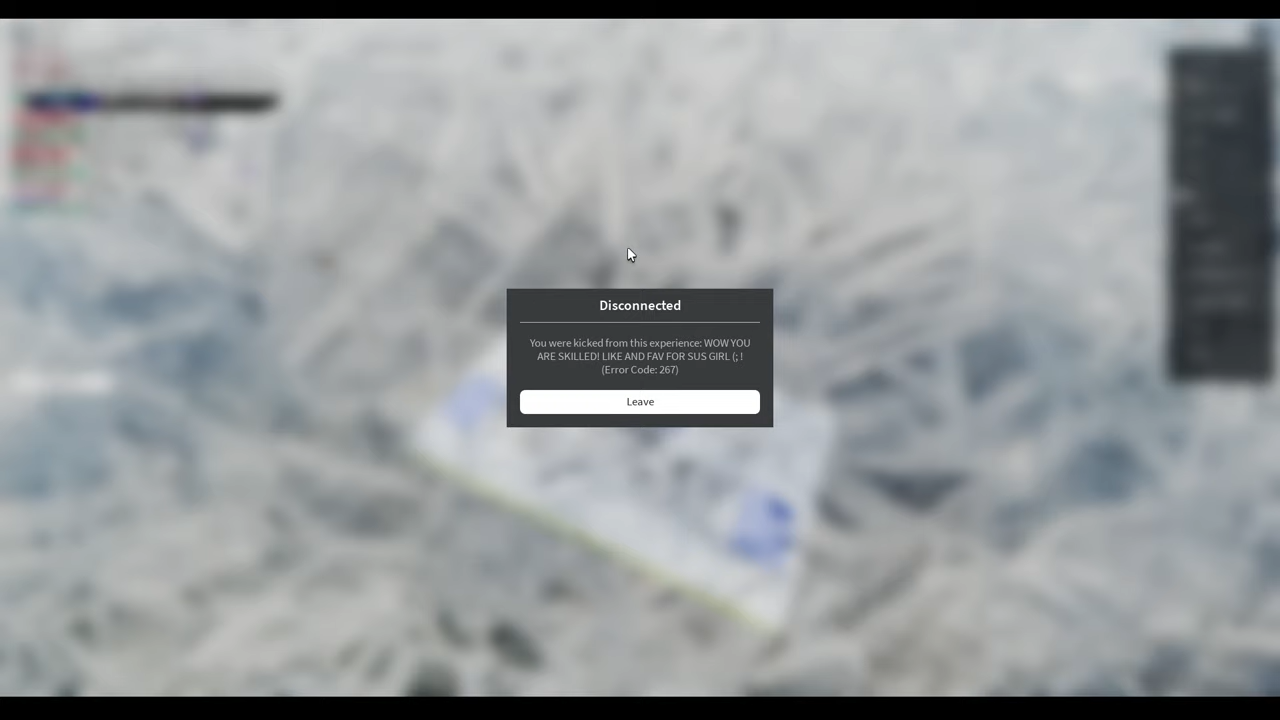 Disconnected
You were kicked from this experience: WOW YOU
ARE SKILLED! LIKE AND FAV FOR SUS GIRL (; !
(Error Code: 267)
Leave